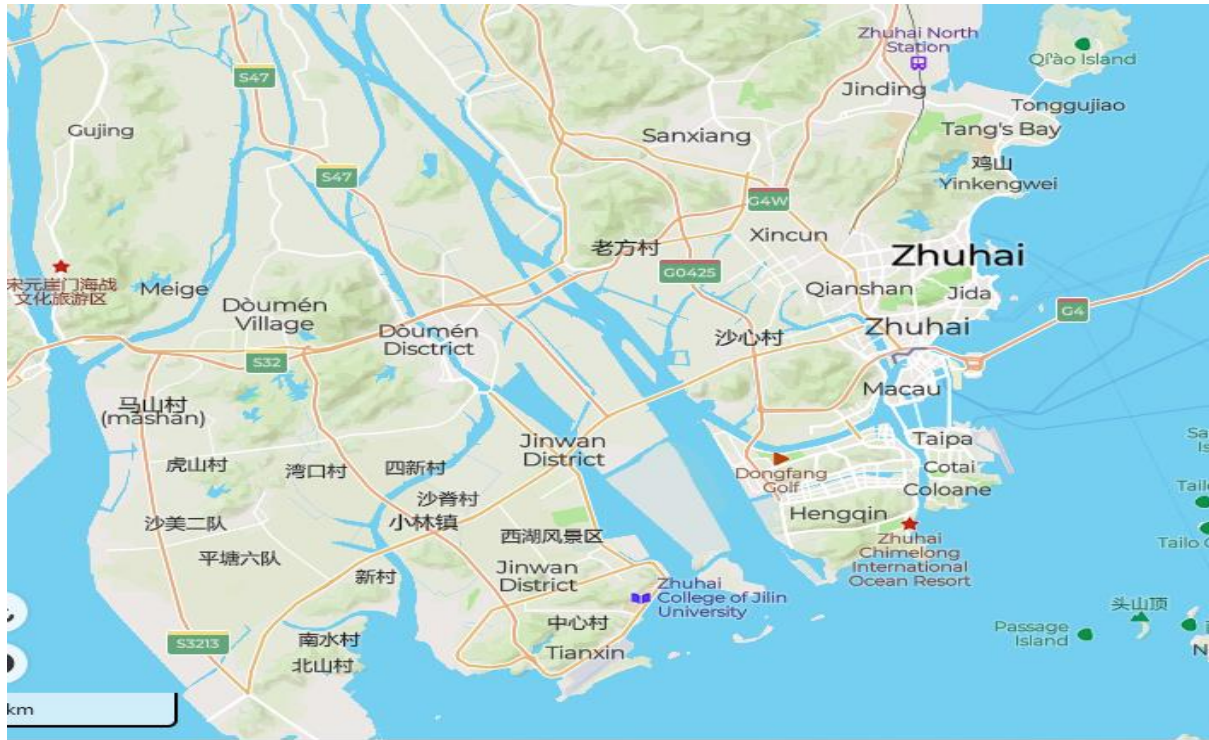 Zhuhai North
Station
Qi'ao Island
S47
Jinding
Tonggujiao
Gujing
Sanxiang
Tang's Bay
鸡山
Yinkengwei
S47
G4W
Xincun
老方村
Zhuhai
G0425
宋元崖门海战
文化旅游区
Meige
Qianshan
Jida
Dòumén
Village
G4
Dòumén
Disctrict
沙心村
Zhuhai
S32
Macau
马山村
(mǎshān)
Jinwan
District
Taipa
虎山村
湾口村
四新村
Dongfang
Golf
Cotai
Coloane
沙脊村
Hengqin
沙美二队
小林镇
西湖风景区
Zhuhai
Chimelong
International
Ocean Resort
平塘六队
新村
Jinwan
District
Zhuhai
College of Jilin
University
头山顶
中心村
Passage
Island
南水村
S3213
北山村
Tianxin
km